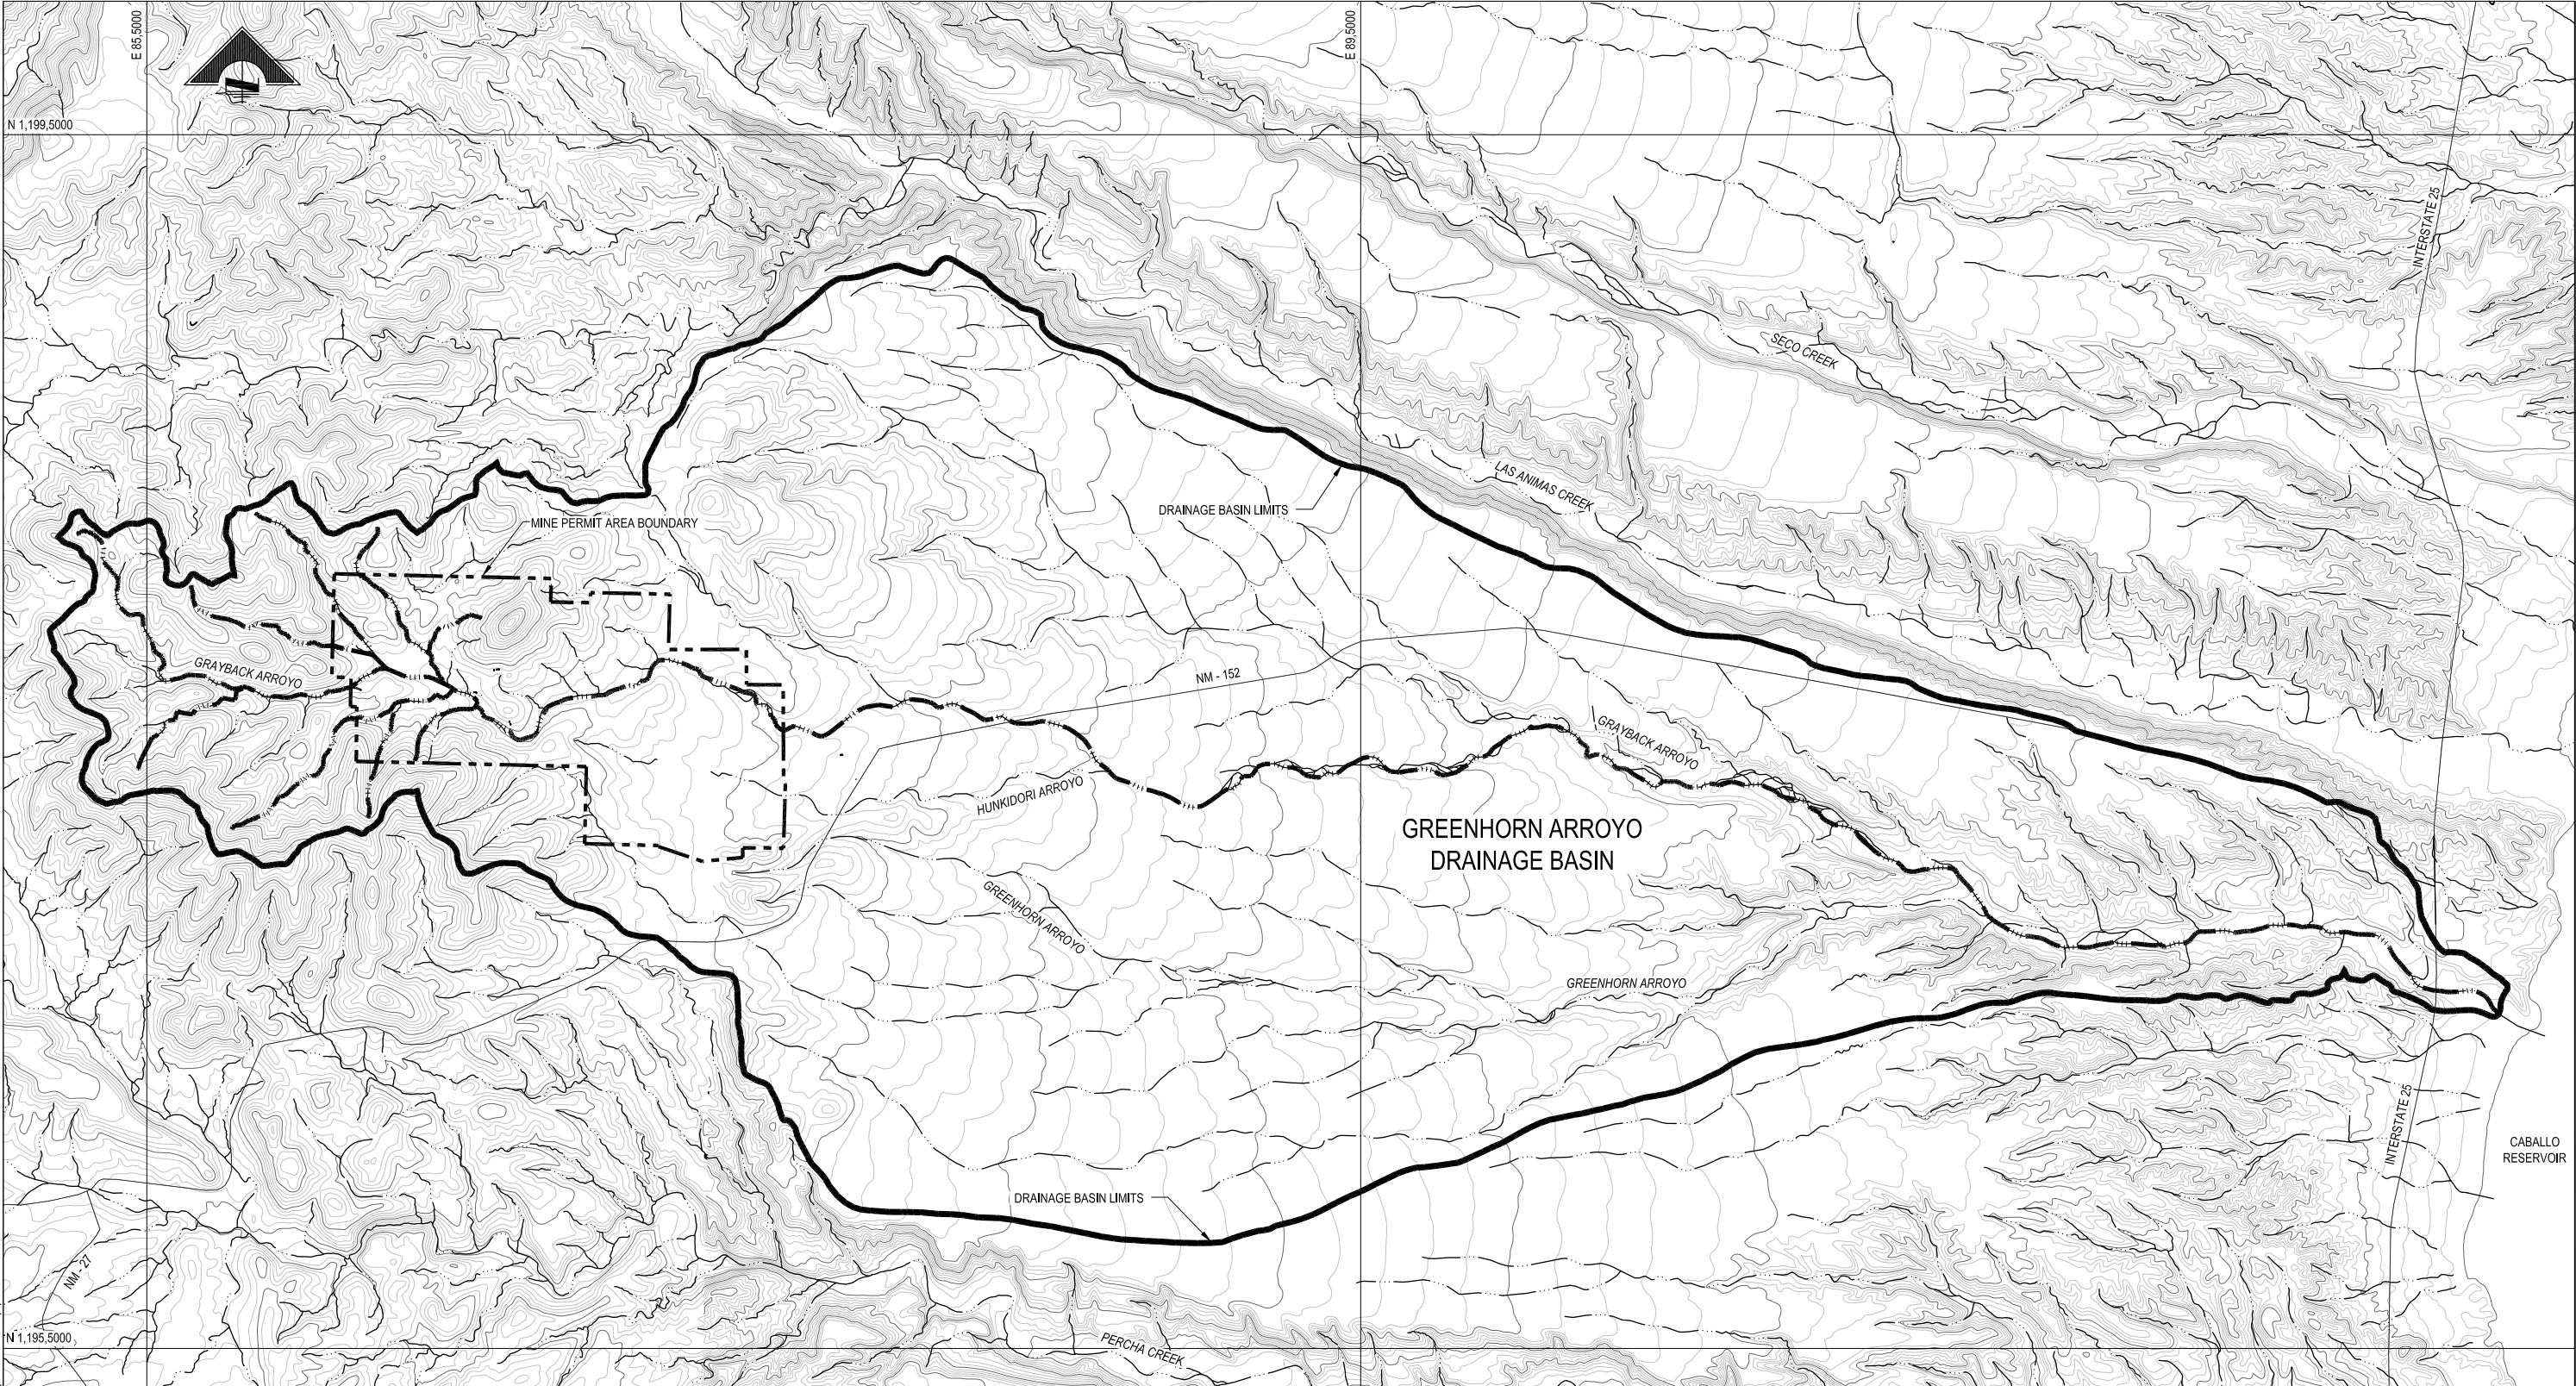 E 85,5000
E 89,5000
N 1,199,5000
INTERSTATE 25
SECO CREEK
LAS ANIMAS CREEK
DRAINAGE BASIN LIMITS
MINE PERMIT AREA BOUNDARY
GRAYBACK ARROYO
NM - 152
GRAYBACK ARROYO
HUNKIDORI ARROYO
GREENHORN ARROYO
DRAINAGE BASIN
GREENHORN ARROYO
GREENHORN ARROYO
INTERSTATE 25
CABALLO
RESERVOIR
DRAINAGE BASIN LIMITS
NM - 27
N 1,195,5000
PERCHA CREEK